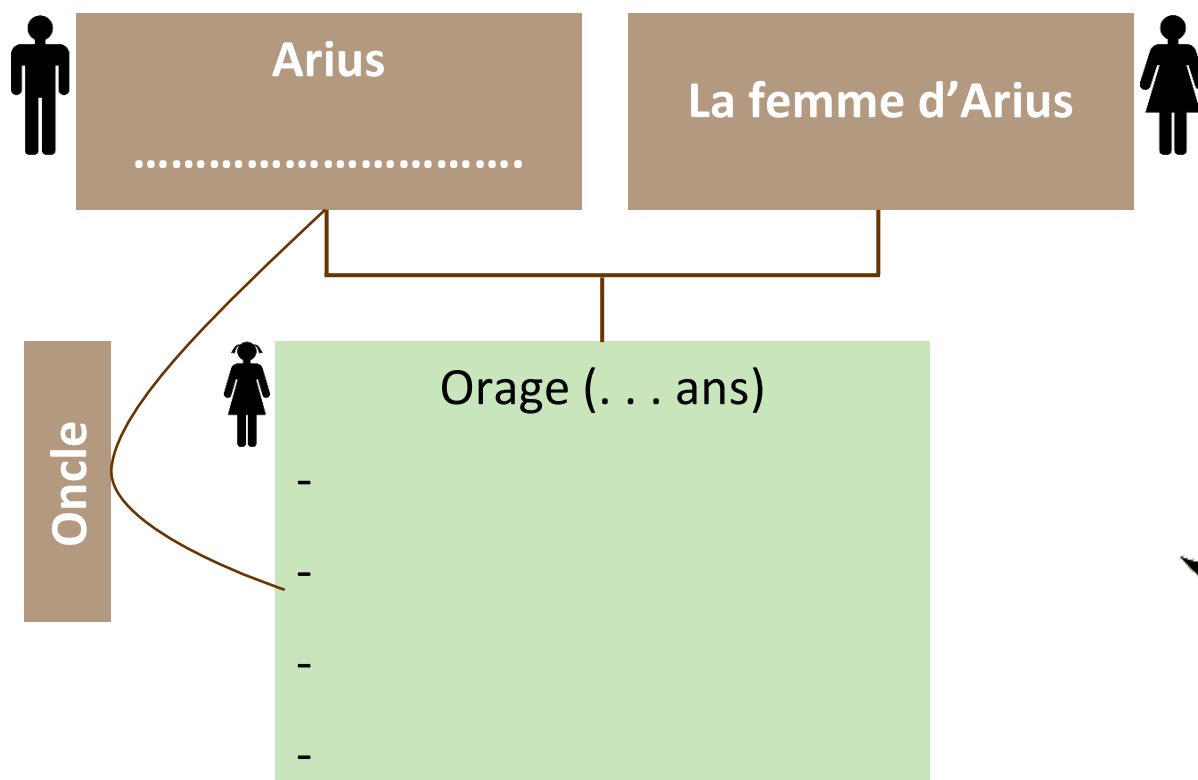 Arius
......................................
La femme d’Arius
Oncle
Orage (. . . ans)
-
-
-
-